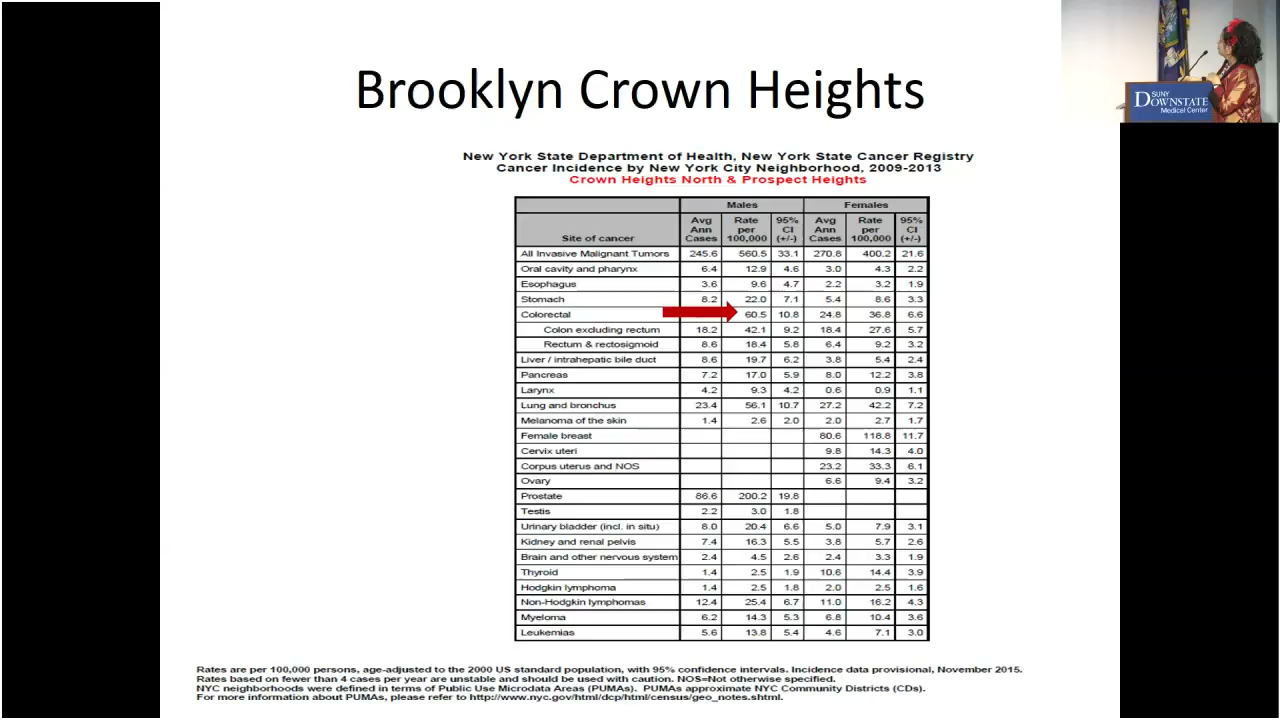 Brooklyn Crown Heights
SUNY
DOWNSTATE
Medical Center
New York State Department of Health, New York State Cancer Registry
Cancer Incidence by New York City Neighborhood, 2009-2013
Crown Heights North & Prospect Heights
Males Females
Site of cancer Avg Ann Cases Rate per 100,000 95% CI (+/-) Avg Ann Cases Rate per 100,000 95% CI (+/-)
All Invasive Malignant Tumors 245.6 560.5 33.1 270.8 400.2 21.6
Oral cavity and pharynx 6.4 12.9 4.6 3.0 4.3 2.2
Esophagus 3.6 9.6 4.7 2.2 3.2 1.9
Stomach 8.2 22.0 7.1 5.4 8.6 3.3
Colorectal 60.5 10.8 24.8 36.8 6.6
Colon excluding rectum 18.2 42.1 9.2 18.4 27.6 5.7
Rectum & rectosigmoid 8.6 18.4 5.8 6.4 9.2 3.2
Liver / intrahepatic bile duct 8.6 19.7 6.2 3.8 5.4 2.4
Pancreas 7.2 17.0 5.9 8.0 12.2 3.8
Larynx 4.2 9.3 4.2 0.6 0.9 1.1
Lung and bronchus 23.4 56.1 10.7 27.2 42.2 7.2
Melanoma of the skin 1.4 2.6 2.0 2.0 2.7 1.7
Female breast 80.6 118.8 11.7
Cervix uteri 9.8 14.3 4.0
Corpus uterus and NOS 23.2 33.3 6.1
Ovary 6.6 9.4 3.2
Prostate 86.6 200.2 19.8
Testis 2.2 3.0 1.8
Urinary bladder (incl. in situ) 8.0 20.4 6.6 5.0 7.9 3.1
Kidney and renal pelvis 7.4 16.3 5.5 3.8 5.7 2.6
Brain and other nervous system 2.4 4.5 2.6 2.4 3.3 1.9
Thyroid 1.4 2.5 1.9 10.6 14.4 3.9
Hodgkin lymphoma 1.4 2.5 1.8 2.0 2.5 1.6
Non-Hodgkin lymphomas 12.4 25.4 6.7 11.0 16.2 4.3
Myeloma 6.2 14.3 5.3 6.8 10.4 3.6
Leukemias 5.6 13.8 5.4 4.6 7.1 3.0
Rates are per 100,000 persons, age-adjusted to the 2000 US standard population, with 95% confidence intervals. Incidence data provisional, November 2015.
Rates based on fewer than 4 cases per year are unstable and should be used with caution. NOS=Not otherwise specified.
NYC neighborhoods were defined in terms of Public Use Microdata Areas (PUMAs). PUMAs approximate NYC Community Districts (CDs).
For more information about PUMAs, please refer to http://www.nyc.gov/html/dcp/html/census/geo_notes.shtml.